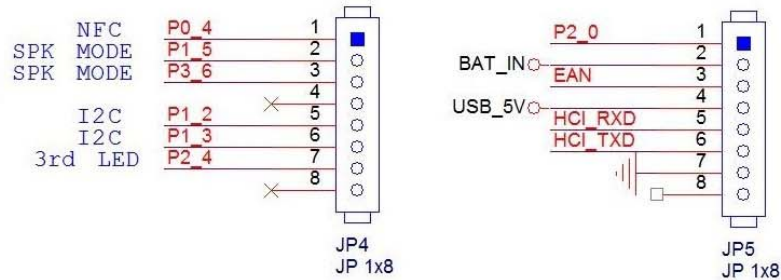 NFC P0_4 1
SPK MODE P1_5 2
SPK MODE P3_6 3
4
I2C P1_2 5
I2C P1_3 6
3rd LED P2_4 7
8
JP4
JP 1x8
P2_0 1
BAT_IN 2
EAN 3
USB_5V 4
HCI_RXD 5
HCI_TXD 6
7
8
JP5
JP 1x8